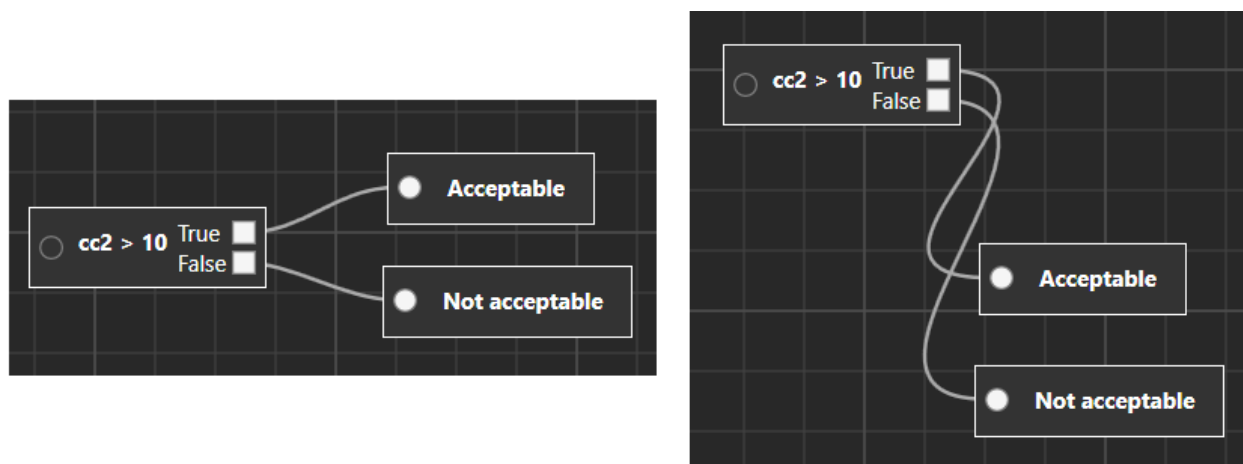 cc2 > 10 True
False
Acceptable
Not acceptable
cc2 > 10 True
False
Acceptable
Not acceptable